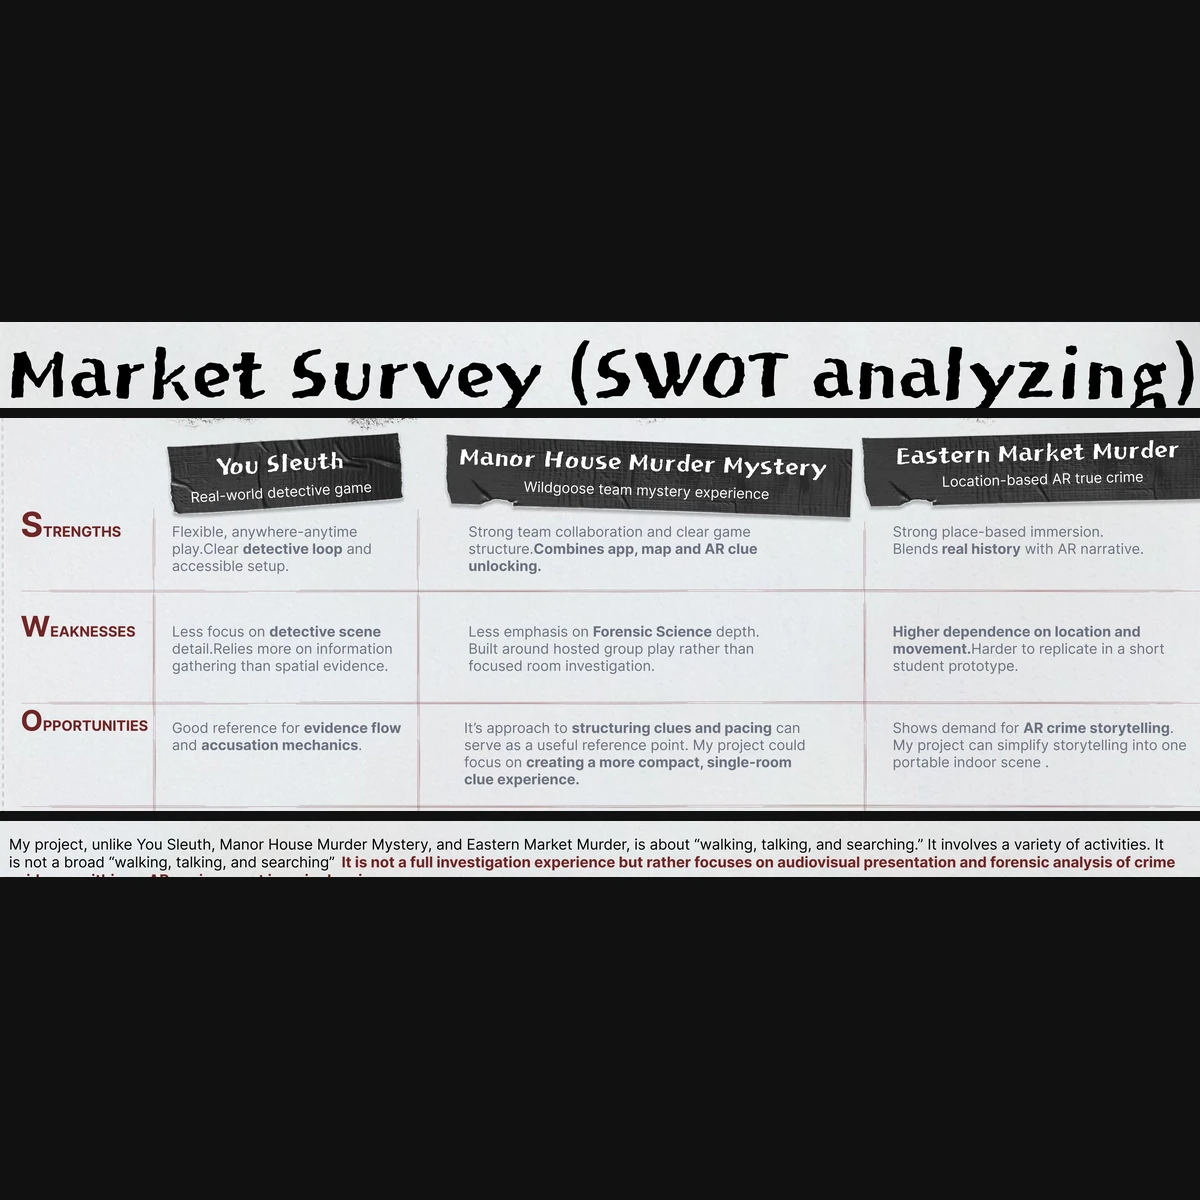 Market Survey (SWOT analyzing)
You Sleuth
Real-world detective game
Manor House Murder Mystery
Wildgoose team mystery experience
Eastern Market Murder
Location-based AR true crime
STRENGTHS
Flexible, anywhere-anytime
play.Clear detective loop and
accessible setup.
Strong team collaboration and clear game
structure.Combines app, map and AR clue
unlocking.
Strong place-based immersion.
Blends real history with AR narrative.
WEAKNESSES
Less focus on detective scene
detail.Relies more on information
gathering than spatial evidence.
Less emphasis on Forensic Science depth.
Built around hosted group play rather than
focused room investigation.
Higher dependence on location and
movement.Harder to replicate in a short
student prototype.
OPPORTUNITIES
Good reference for evidence flow
and accusation mechanics.
It’s approach to structuring clues and pacing can
serve as a useful reference point. My project could
focus on creating a more compact, single-room
clue experience.
Shows demand for AR crime storytelling.
My project can simplify storytelling into one
portable indoor scene .
My project, unlike You Sleuth, Manor House Murder Mystery, and Eastern Market Murder, is about “walking, talking, and searching.” It involves a variety of activities. It
is not a broad “walking, talking, and searching” It is not a full investigation experience but rather focuses on audiovisual presentation and forensic analysis of crime